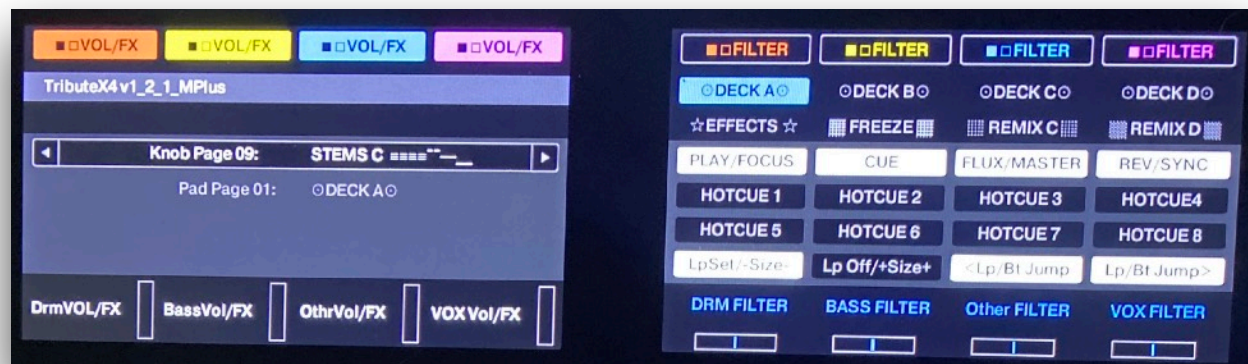 VOL/FX VOL/FX VOL/FX VOL/FX
TributeX4 v1_2_1_MPlus
Knob Page 09: STEMS C
Pad Page 01: DECK A
DrmVOL/FX BassVol/FX OthrVol/FX VOX Vol/FX
FILTER FILTER FILTER FILTER
DECK A DECK B DECK C DECK D
☆EFFECTS ☆ FREEZE REMIX C REMIX D
PLAY/FOCUS CUE FLUX/MASTER REV/SYNC
HOTCUE 1 HOTCUE 2 HOTCUE 3 HOTCUE4
HOTCUE 5 HOTCUE 6 HOTCUE 7 HOTCUE 8
LpSet/-Size- Lp Off/+Size+ <Lp/Bt Jump Lp/Bt Jump>
DRM FILTER BASS FILTER Other FILTER VOX FILTER